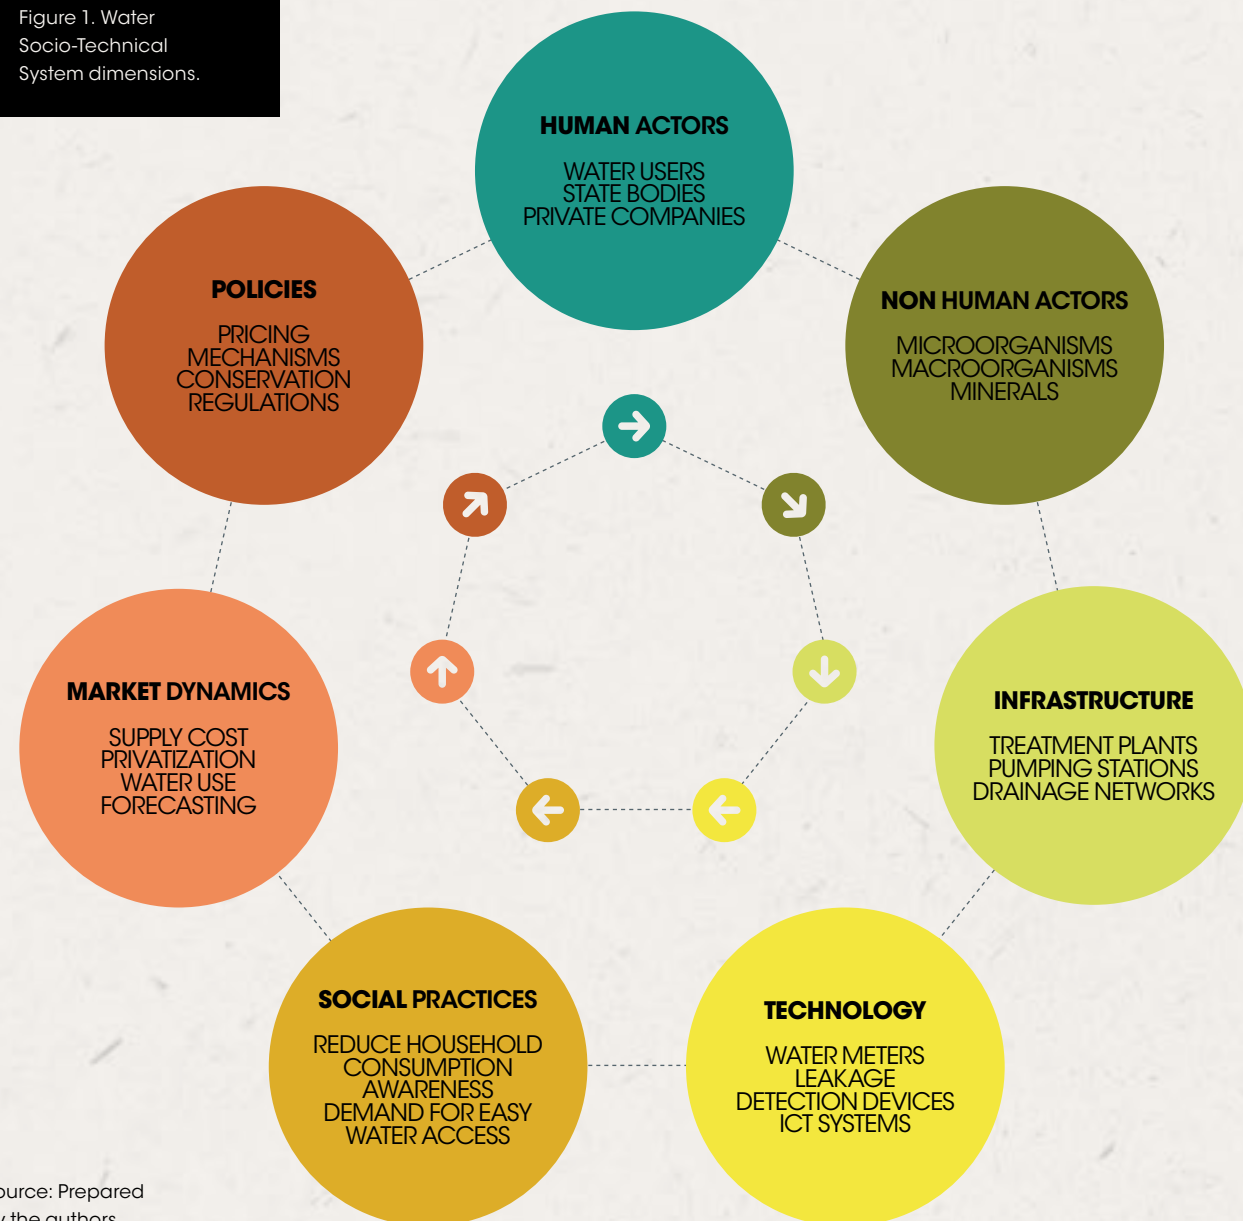 Figure 1. Water
Socio-Technical
System dimensions.
HUMAN ACTORS
WATER USERS
STATE BODIES
PRIVATE COMPANIES
POLICIES
PRICING
MECHANISMS
CONSERVATION
REGULATIONS
NON HUMAN ACTORS
MICROORGANISMS
MACROORGANISMS
MINERALS
MARKET DYNAMICS
SUPPLY COST
PRIVATIZATION
WATER USE
FORECASTING
INFRASTRUCTURE
TREATMENT PLANTS
PUMPING STATIONS
DRAINAGE NETWORKS
SOCIAL PRACTICES
REDUCE HOUSEHOLD
CONSUMPTION
AWARENESS
DEMAND FOR EASY
WATER ACCESS
TECHNOLOGY
WATER METERS
LEAKAGE
DETECTION DEVICES
ICT SYSTEMS
ource: Prepared
y the authors